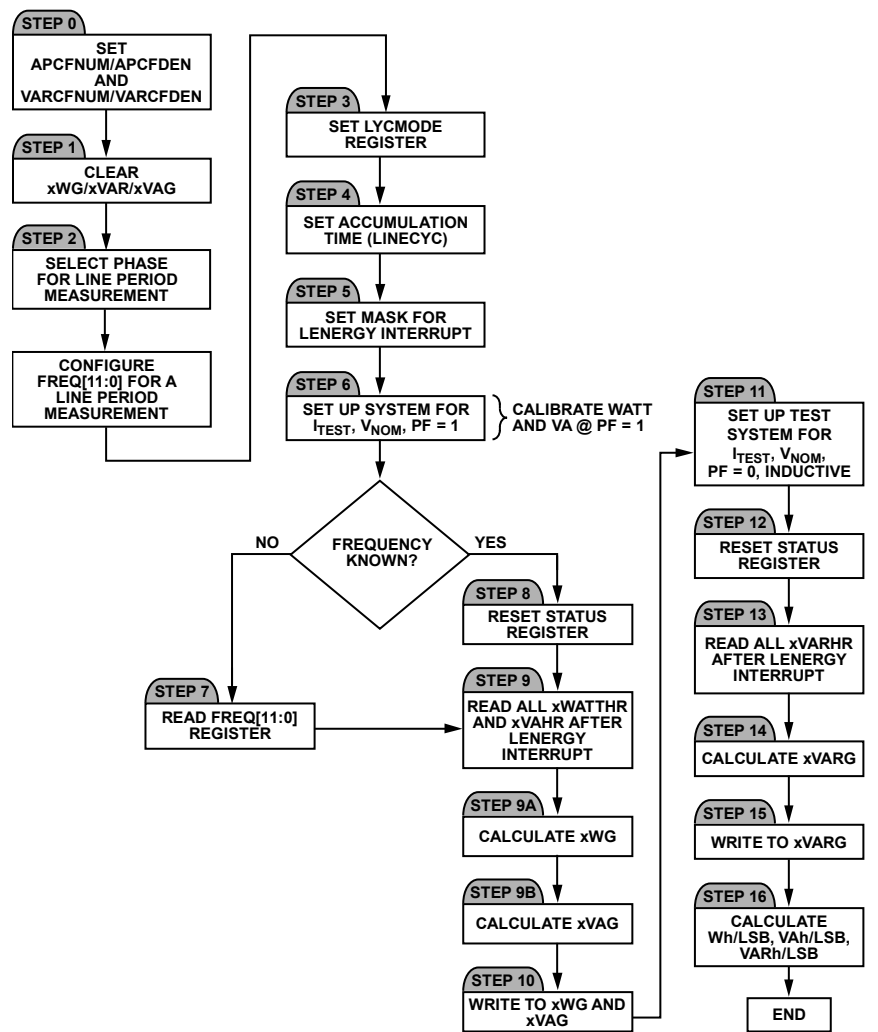 STEP 0
SET
APCFNUM/APCFDEN
AND
VARCFNUM/VARCFDEN
STEP 1
CLEAR
xWG/xVAR/xVAG
STEP 2
SELECT PHASE
FOR LINE PERIOD
MEASUREMENT
CONFIGURE
FREQ[11:0] FOR A
LINE PERIOD
MEASUREMENT
STEP 3
SET LYCMODE
REGISTER
STEP 4
SET ACCUMULATION
TIME (LINECYC)
STEP 5
SET MASK FOR
LENERGY INTERRUPT
STEP 6
SET UP SYSTEM FOR
ITEST, VNOM, PF = 1
CALIBRATE WATT
AND VA @ PF = 1
FREQUENCY
KNOWN?
NO
YES
STEP 7
READ FREQ[11:0]
REGISTER
STEP 8
RESET STATUS
REGISTER
STEP 9
READ ALL xWATTHR
AND xVAHR AFTER
LENERGY
INTERRUPT
STEP 9A
CALCULATE xWG
STEP 9B
CALCULATE xVAG
STEP 10
WRITE TO xWG AND
xVAG
STEP 11
SET UP TEST
SYSTEM FOR
ITEST, VNOM,
PF = 0, INDUCTIVE
STEP 12
RESET STATUS
REGISTER
STEP 13
READ ALL xVARHR
AFTER LENERGY
INTERRUPT
STEP 14
CALCULATE xVARG
STEP 15
WRITE TO xVARG
STEP 16
CALCULATE
Wh/LSB, VAh/LSB,
VARh/LSB
END